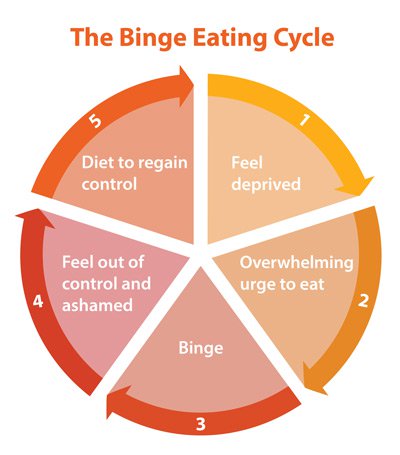 The Binge Eating Cycle
1
Feel
deprived
2
Overwhelming
urge to eat
3
Binge
4
Feel out of
control and
ashamed
5
Diet to regain
control